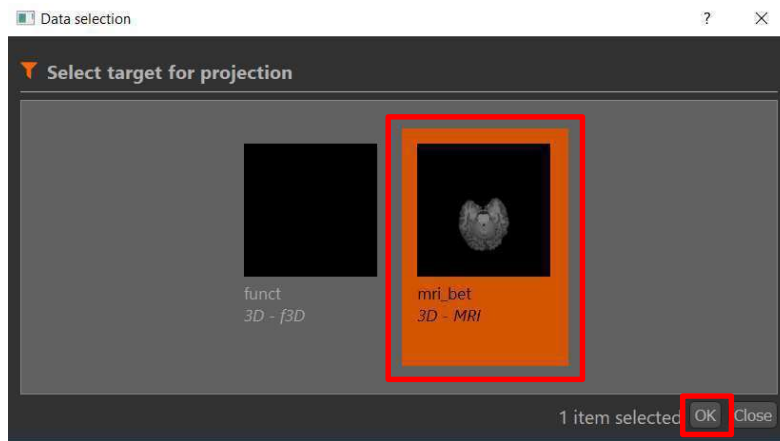 Data selection
? X
Select target for projection
funct
3D - f3D
mri_bet
3D - MRI
1 item selected OK Close